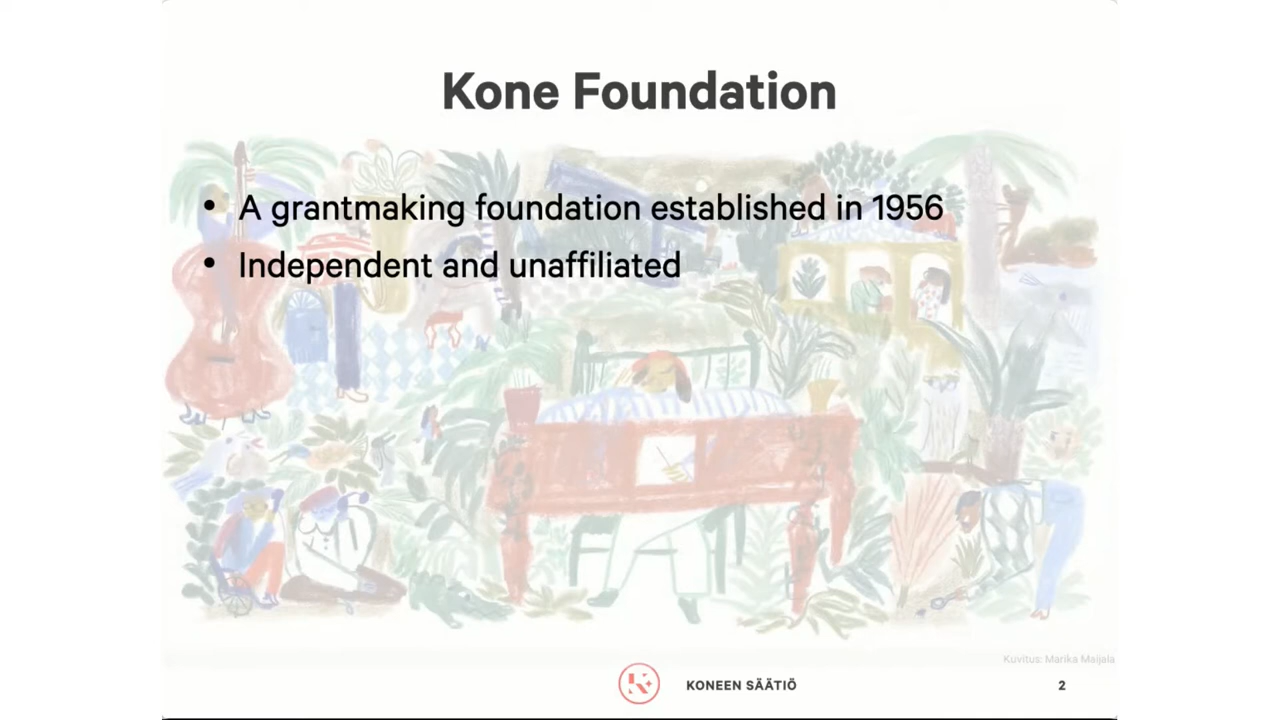 Kone Foundation
• A grantmaking foundation established in 1956
• Independent and unaffiliated
Kuvitus: Marika Maijala
KONEEN SÄÄTIÖ
2